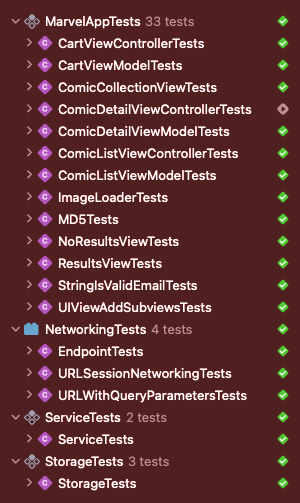 MarvelAppTests 33 tests
C CartViewControllerTests
C CartViewModelTests
C ComicCollectionViewTests
C ComicDetailViewControllerTests
C ComicDetailViewModelTests
C ComicListViewControllerTests
C ComicListViewModelTests
C ImageLoaderTests
C MD5Tests
C NoResultsViewTests
C ResultsViewTests
C StringIsValidEmailTests
C UIViewAddSubviewsTests
NetworkingTests 4 tests
C EndpointTests
C URLSessionNetworkingTests
C URLWithQueryParametersTests
ServiceTests 2 tests
C ServiceTests
StorageTests 3 tests
C StorageTests